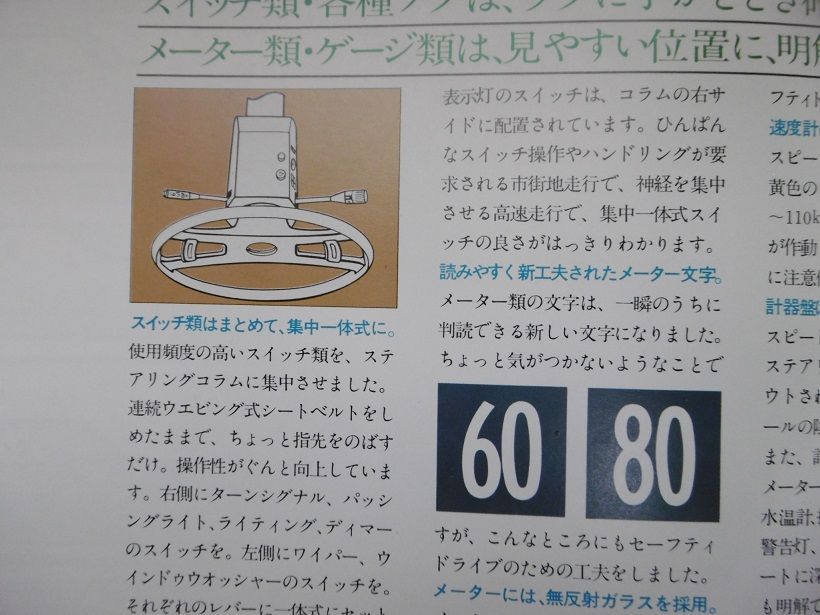 メーター類・ゲージ類は、見やすい位置に、明解
スイッチ類はまとめて、集中一体式に。
使用頻度の高いスイッチ類を、ステ
アリングコラムに集中させました。
連続ウエビング式シートベルトをし
めたままで、ちょっと指先をのばす
だけ。操作性がぐんと向上していま
す。右側にターンシグナル、パッシ
ングライト、ライティング、ディマー
のスイッチを。左側にワイパー、ウ
インドゥウオッシャーのスイッチを。
それぞれのレバーに一体式にセット
表示灯のスイッチは、コラムの右サ
イドに配置されています。ひんぱん
なスイッチ操作やハンドリングが要
求される市街地走行で、神経を集中
させる高速走行で、集中一体式スイ
ッチの良さがはっきりわかります。
読みやすく新工夫されたメーター文字。
メーター類の文字は、一瞬のうちに
判読できる新しい文字になりました。
ちょっと気がつかないようなことで
60
80
すが、こんなところにもセーフティ
ドライブのための工夫をしました。
メーターには、無反射ガラスを採用。
フティド
速度計
スピー
黄色の
〜110k
が作動
に注意
計器盤
スピード
ステアリ
ウトされ
ールの陰
また、
メーター
水温計、
警告灯、
ートに深
も明解で